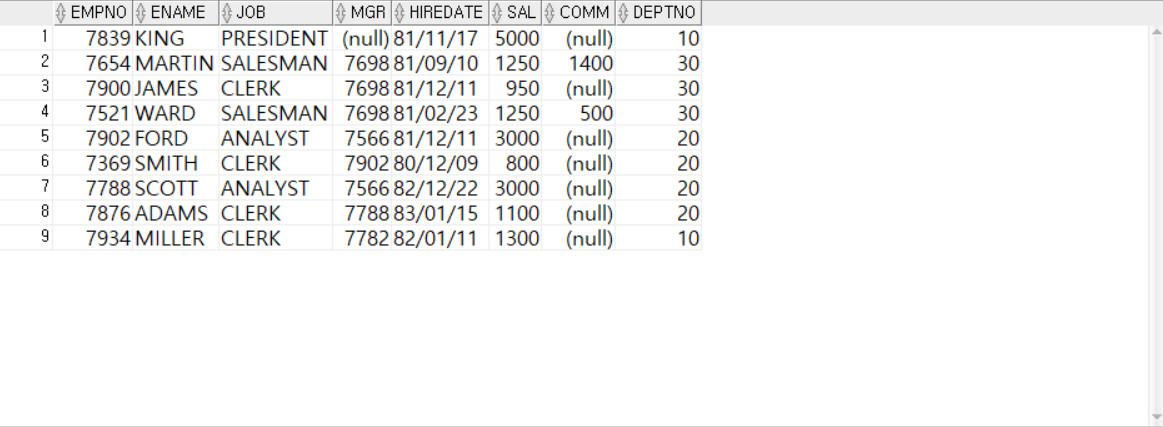 EMPNO ENAME JOB MGR HIREDATE SAL COMM DEPTNO
1 7839 KING PRESIDENT (null) 81/11/17 5000 (null) 10
2 7654 MARTIN SALESMAN 7698 81/09/10 1250 1400 30
3 7900 JAMES CLERK 7698 81/12/11 950 (null) 30
4 7521 WARD SALESMAN 7698 81/02/23 1250 500 30
5 7902 FORD ANALYST 7566 81/12/11 3000 (null) 20
6 7369 SMITH CLERK 7902 80/12/09 800 (null) 20
7 7788 SCOTT ANALYST 7566 82/12/22 3000 (null) 20
8 7876 ADAMS CLERK 7788 83/01/15 1100 (null) 20
9 7934 MILLER CLERK 7782 82/01/11 1300 (null) 10